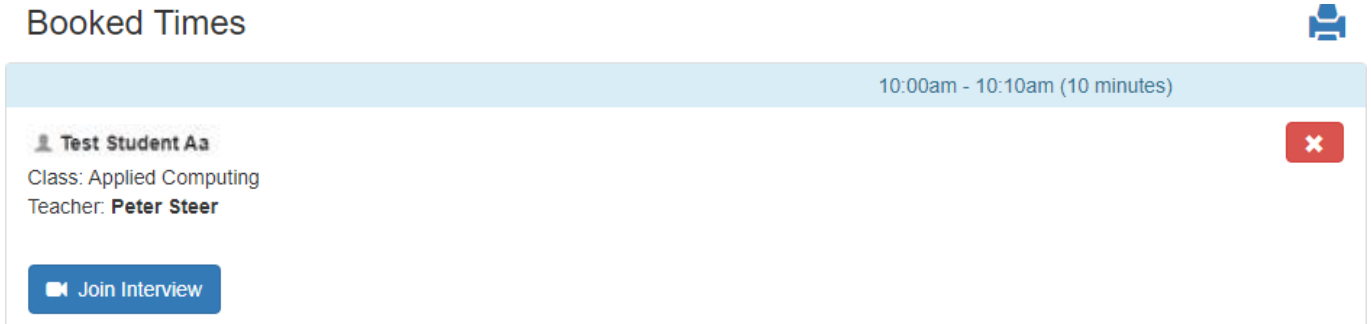 Booked Times
10:00am - 10:10am (10 minutes)
Test Student Aa
Class: Applied Computing
Teacher: Peter Steer
Join Interview